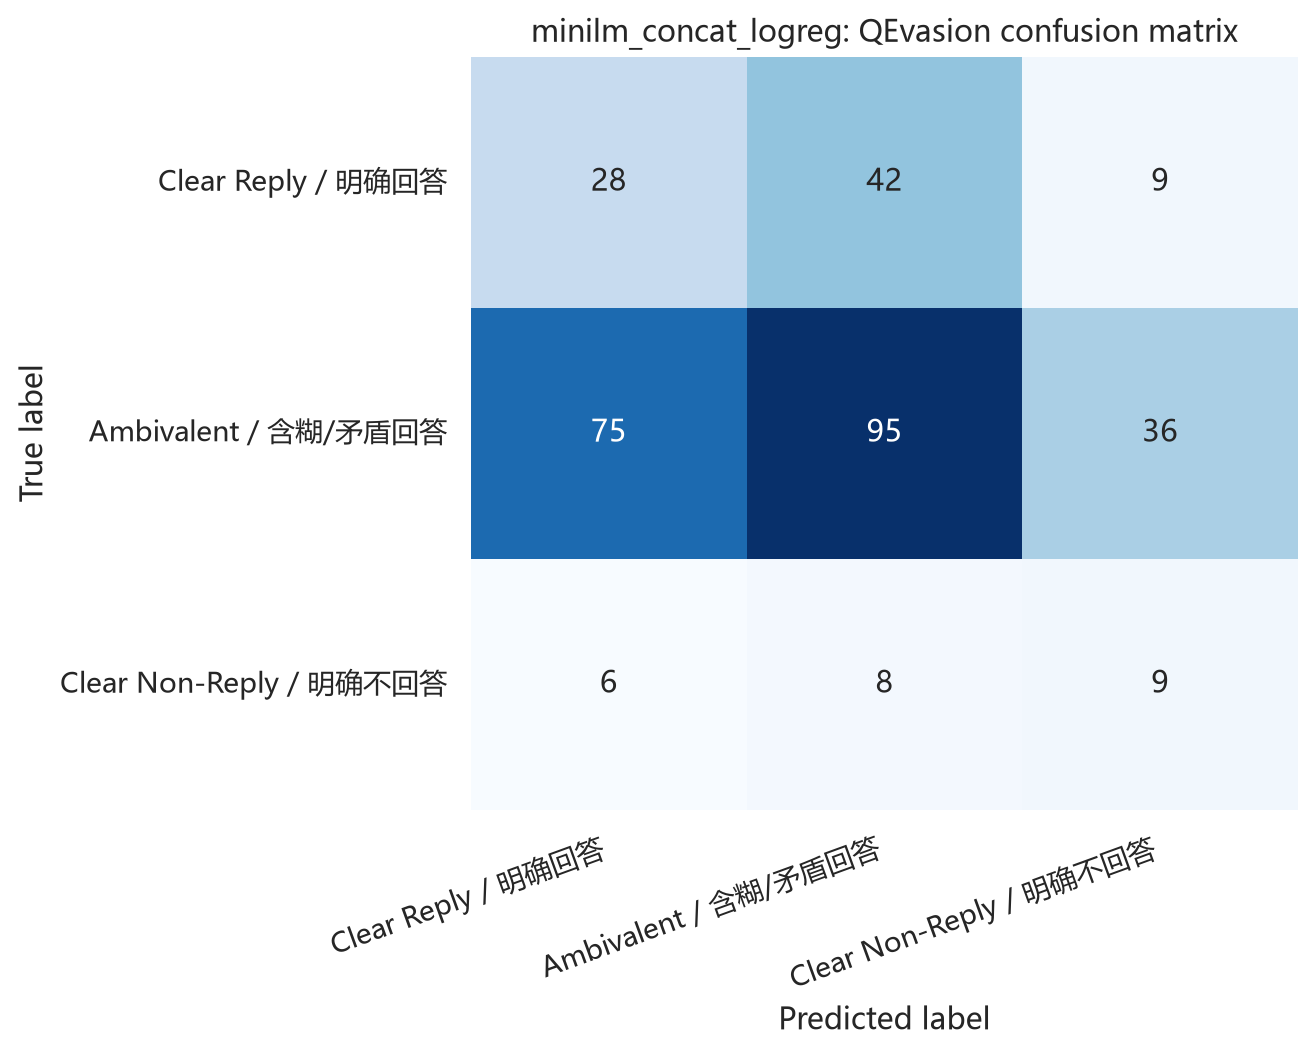 minilm_concat_logreg: QEvasion confusion matrix
Clear Reply / 明确回答
28 42 9
True label
Ambivalent / 含糊/矛盾回答
75 95 36
Clear Non-Reply / 明确不回答
6 8 9
Clear Reply / 明确回答
Ambivalent / 含糊/矛盾回答
Clear Non-Reply / 明确不回答
Predicted label